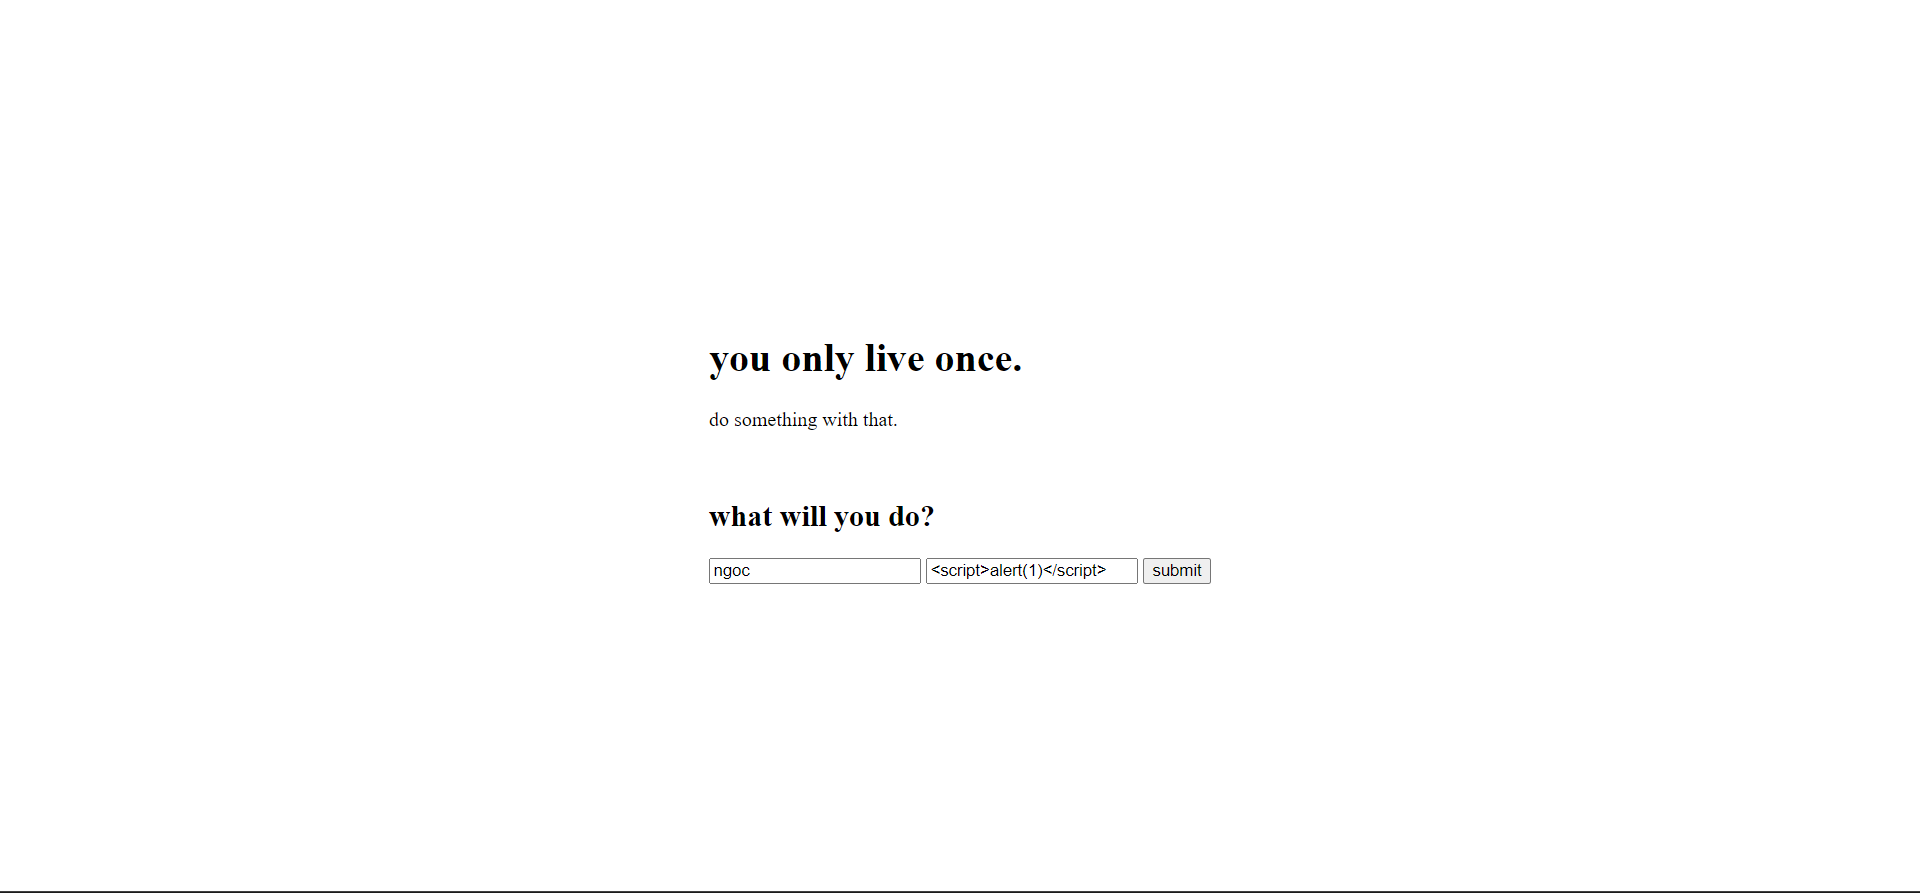 you only live once.
do something with that.
what will you do?
ngoc <script>alert(1)</script> submit